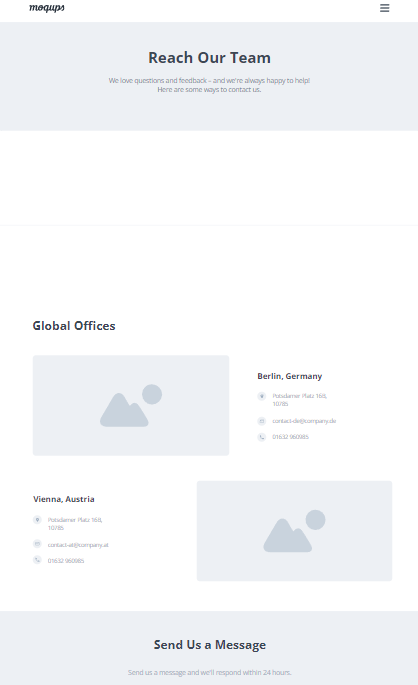 moqups
Reach Our Team
We love questions and feedback – and we're always happy to help!
Here are some ways to contact us.
Global Offices
Berlin, Germany
Potsdamer Platz 168,
10785
contact-de@company.de
01632 960985
Vienna, Austria
Potsdamer Platz 168,
10785
contact-at@company.at
01632 960985
Send Us a Message
Send us a message and we'll respond within 24 hours.